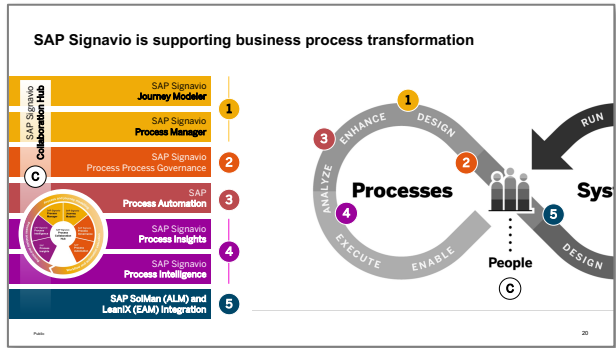 SAP Signavio is supporting business process transformation
SAP Signavio
Collaboration Hub
C
SAP Signavio
Journey Modeler
SAP Signavio
Process Manager
1
SAP Signavio
Process Process Governance
2
SAP
Process Automation
3
SAP Signavio
Process Insights
SAP Signavio
Process Intelligence
4
SAP SolMan (ALM) and
LeanIX (EAM) Integration
5
1
DESIGN
ENHANCE
3
ANALYZE
4
EXECUTE
ENABLE
Processes
2
People
C
5
RUN
Sys
DESIGN
Public
20